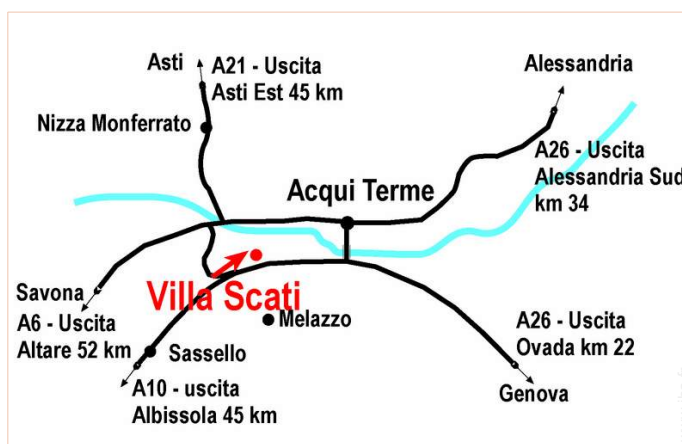 Asti
A21 - Uscita
Asti Est 45 km
Alessandria
Nizza Monferrato
A26 - Uscita
Alessandria Sud
km 34
Acqui Terme
Savona
Villa Scati
A6 - Uscita
Altare 52 km
Melazzo
Sassello
A26 - Uscita
Ovada km 22
A10 - uscita
Albissola 45 km
Genova